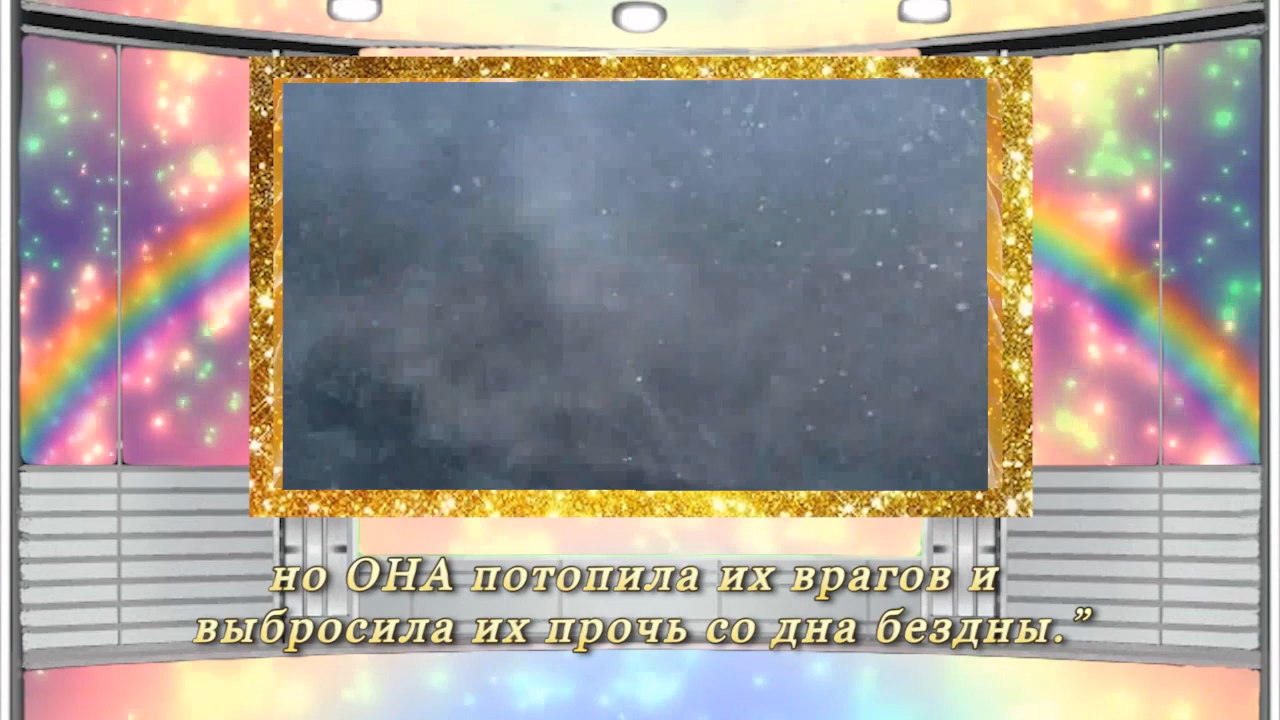 но ОНА потопила их врагов и
выбросила их прочь со дна бездны.”